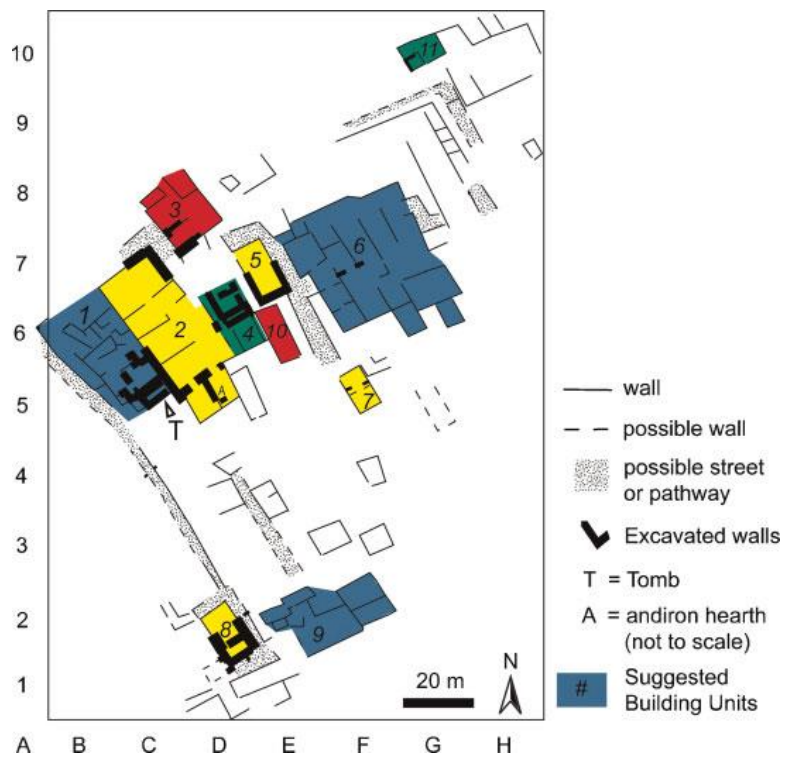 10
9
8
7
6
5
4
3
2
1
A B C D E F G H
11
3
6
5
1
2
4
10
A
7
T
8
9
20 m
N
wall
possible wall
possible street
or pathway
Excavated walls
T = Tomb
A = andiron hearth
(not to scale)
# Suggested
Building Units